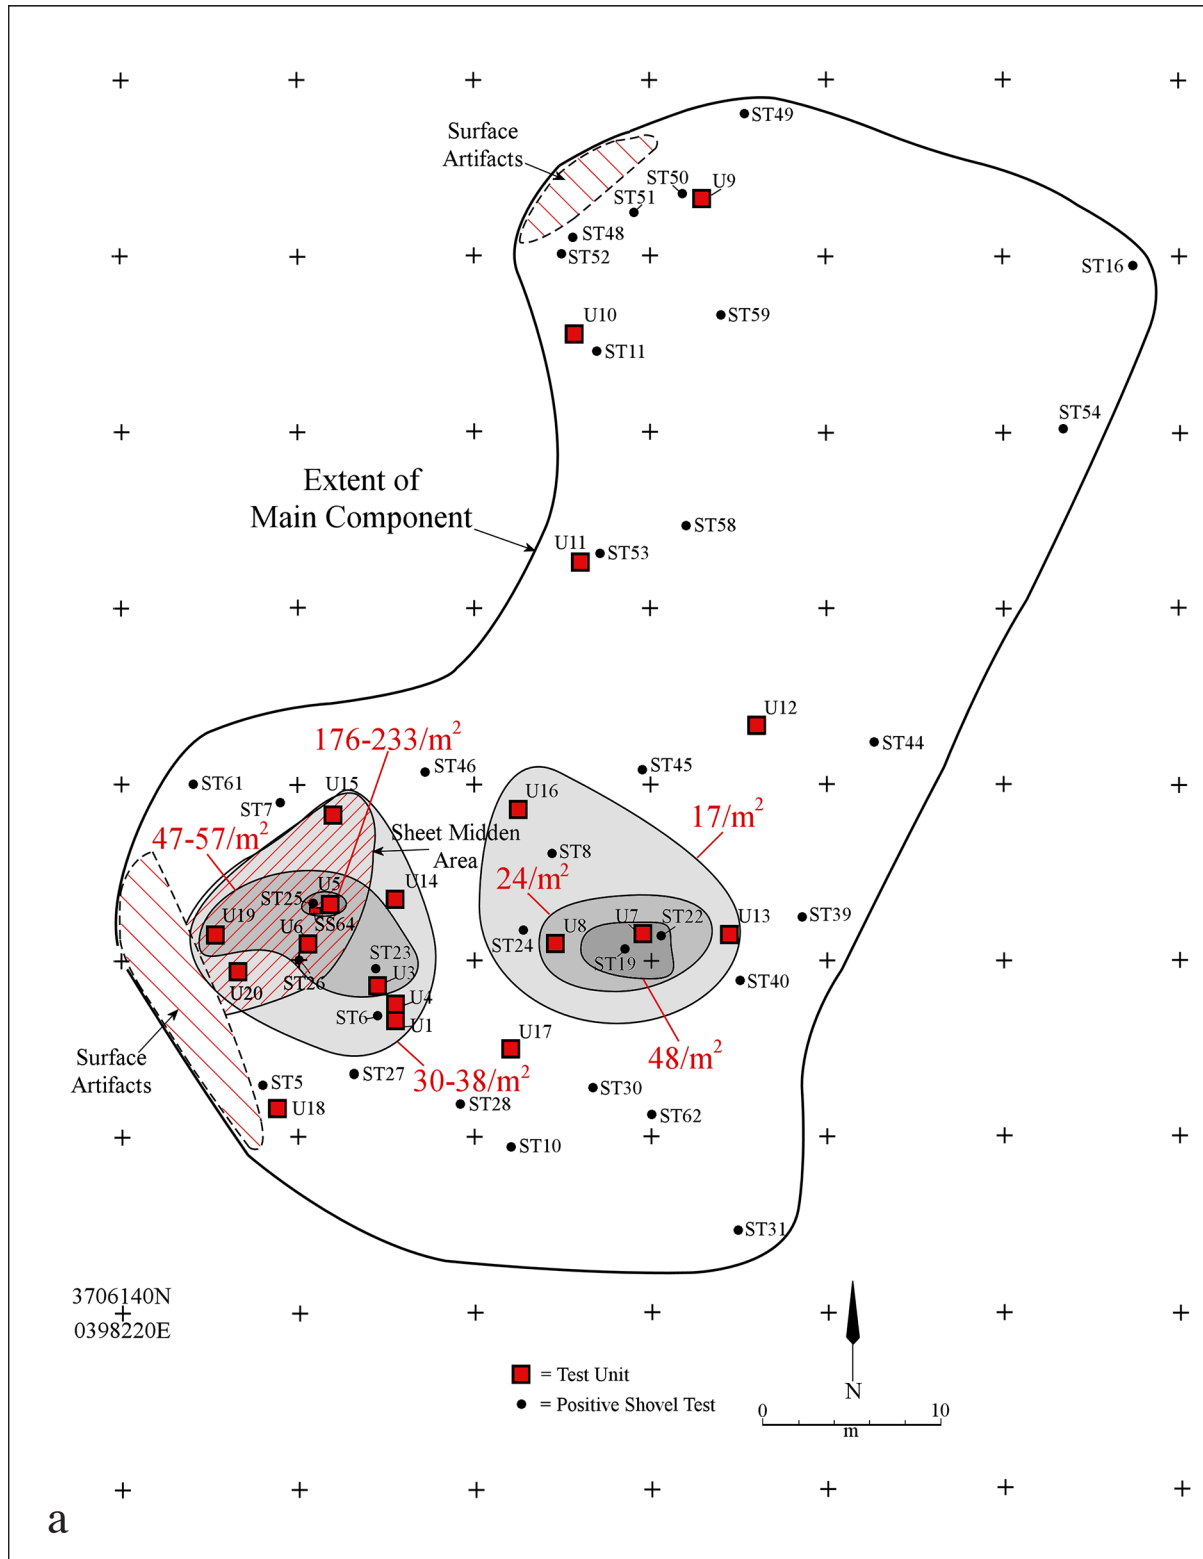 ST49
Surface
Artifacts
ST50
U9
ST51
ST48
ST52
ST16
U10
ST59
ST11
ST54
Extent of
Main Component
ST58
U11
ST53
U12
176-233/m²
ST44
ST46
ST45
ST61
U15
U16
ST7
17/m²
47-57/m²
Sheet Midden
Area
ST8
24/m²
U5
U14
ST25
U19
SS64
U6
U7
ST22
U13
ST39
U8
ST24
ST23
ST19
U3
ST26
U20
ST40
U4
ST6
U1
U17
Surface
Artifacts
48/m²
ST27
30-38/m²
ST5
ST30
U18
ST28
ST62
ST10
ST31
3706140N
0398220E
= Test Unit
= Positive Shovel Test
N
0 10
m
a